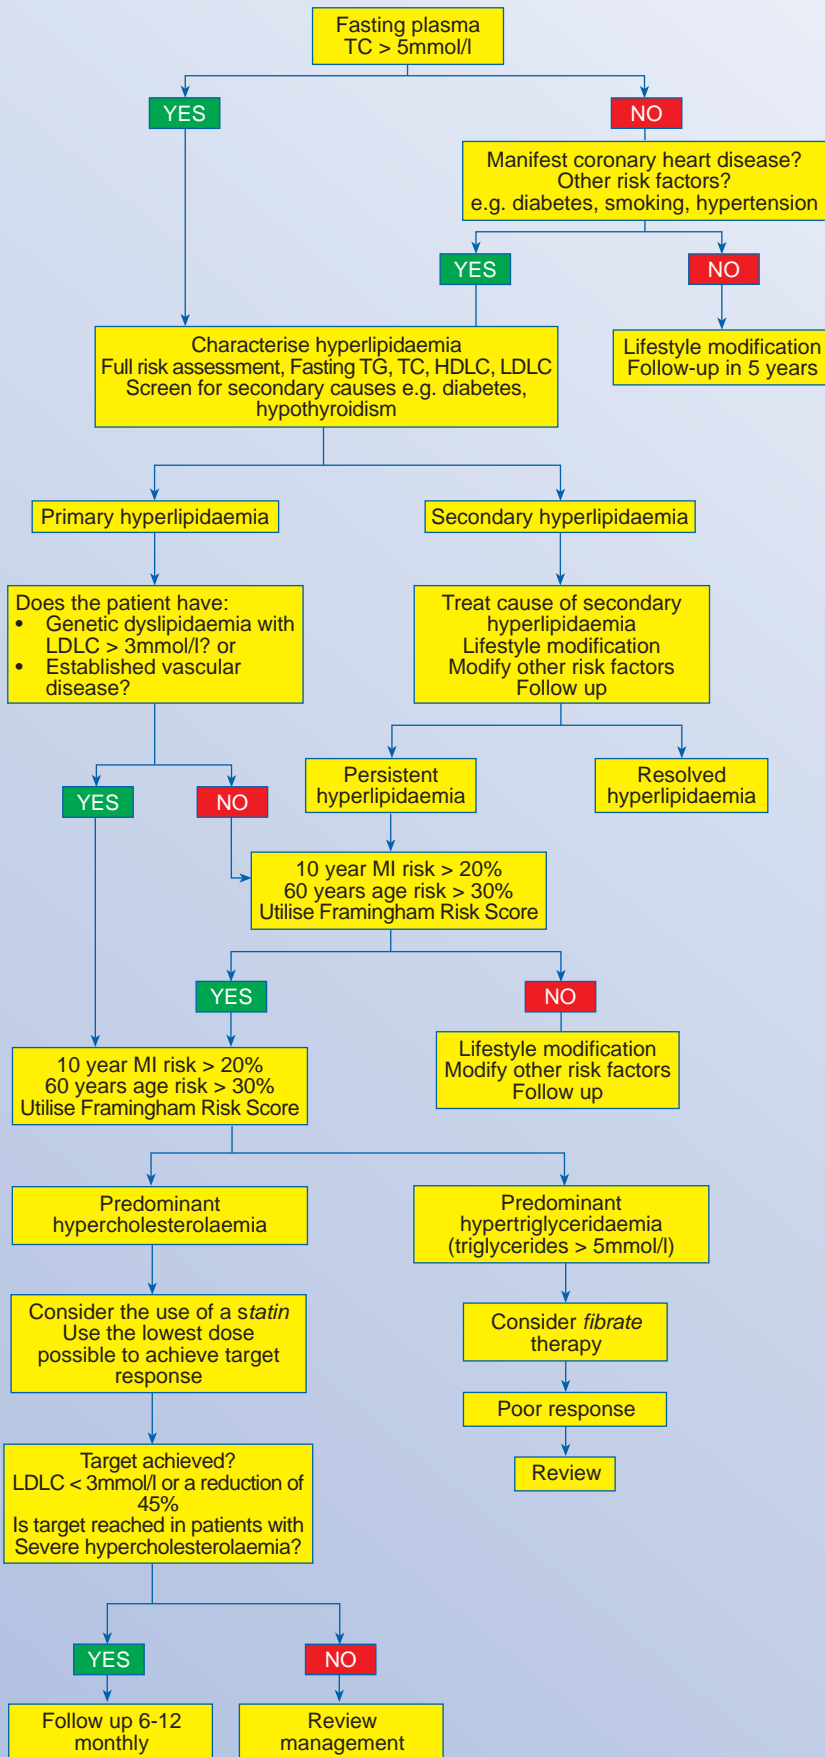 Fasting plasma
TC > 5mmol/l
YES
NO
Manifest coronary heart disease?
Other risk factors?
e.g. diabetes, smoking, hypertension
YES
NO
Characterise hyperlipidaemia
Full risk assessment, Fasting TG, TC, HDLC, LDLC
Screen for secondary causes e.g. diabetes,
hypothyroidism
Lifestyle modification
Follow-up in 5 years
Primary hyperlipidaemia
Secondary hyperlipidaemia
Does the patient have:
• Genetic dyslipidaemia with
LDLC > 3mmol/l? or
• Established vascular
disease?
Treat cause of secondary
hyperlipidaemia
Lifestyle modification
Modify other risk factors
Follow up
YES
NO
Persistent
hyperlipidaemia
Resolved
hyperlipidaemia
10 year MI risk > 20%
60 years age risk > 30%
Utilise Framingham Risk Score
YES
NO
10 year MI risk > 20%
60 years age risk > 30%
Utilise Framingham Risk Score
Lifestyle modification
Modify other risk factors
Follow up
Predominant
hypercholesterolaemia
Predominant
hypertriglyceridaemia
(triglycerides > 5mmol/l)
Consider the use of a statin
Use the lowest dose
possible to achieve target
response
Consider fibrate
therapy
Poor response
Review
Target achieved?
LDLC < 3mmol/l or a reduction of
45%
Is target reached in patients with
Severe hypercholesterolaemia?
YES
NO
Follow up 6-12
monthly
Review
management